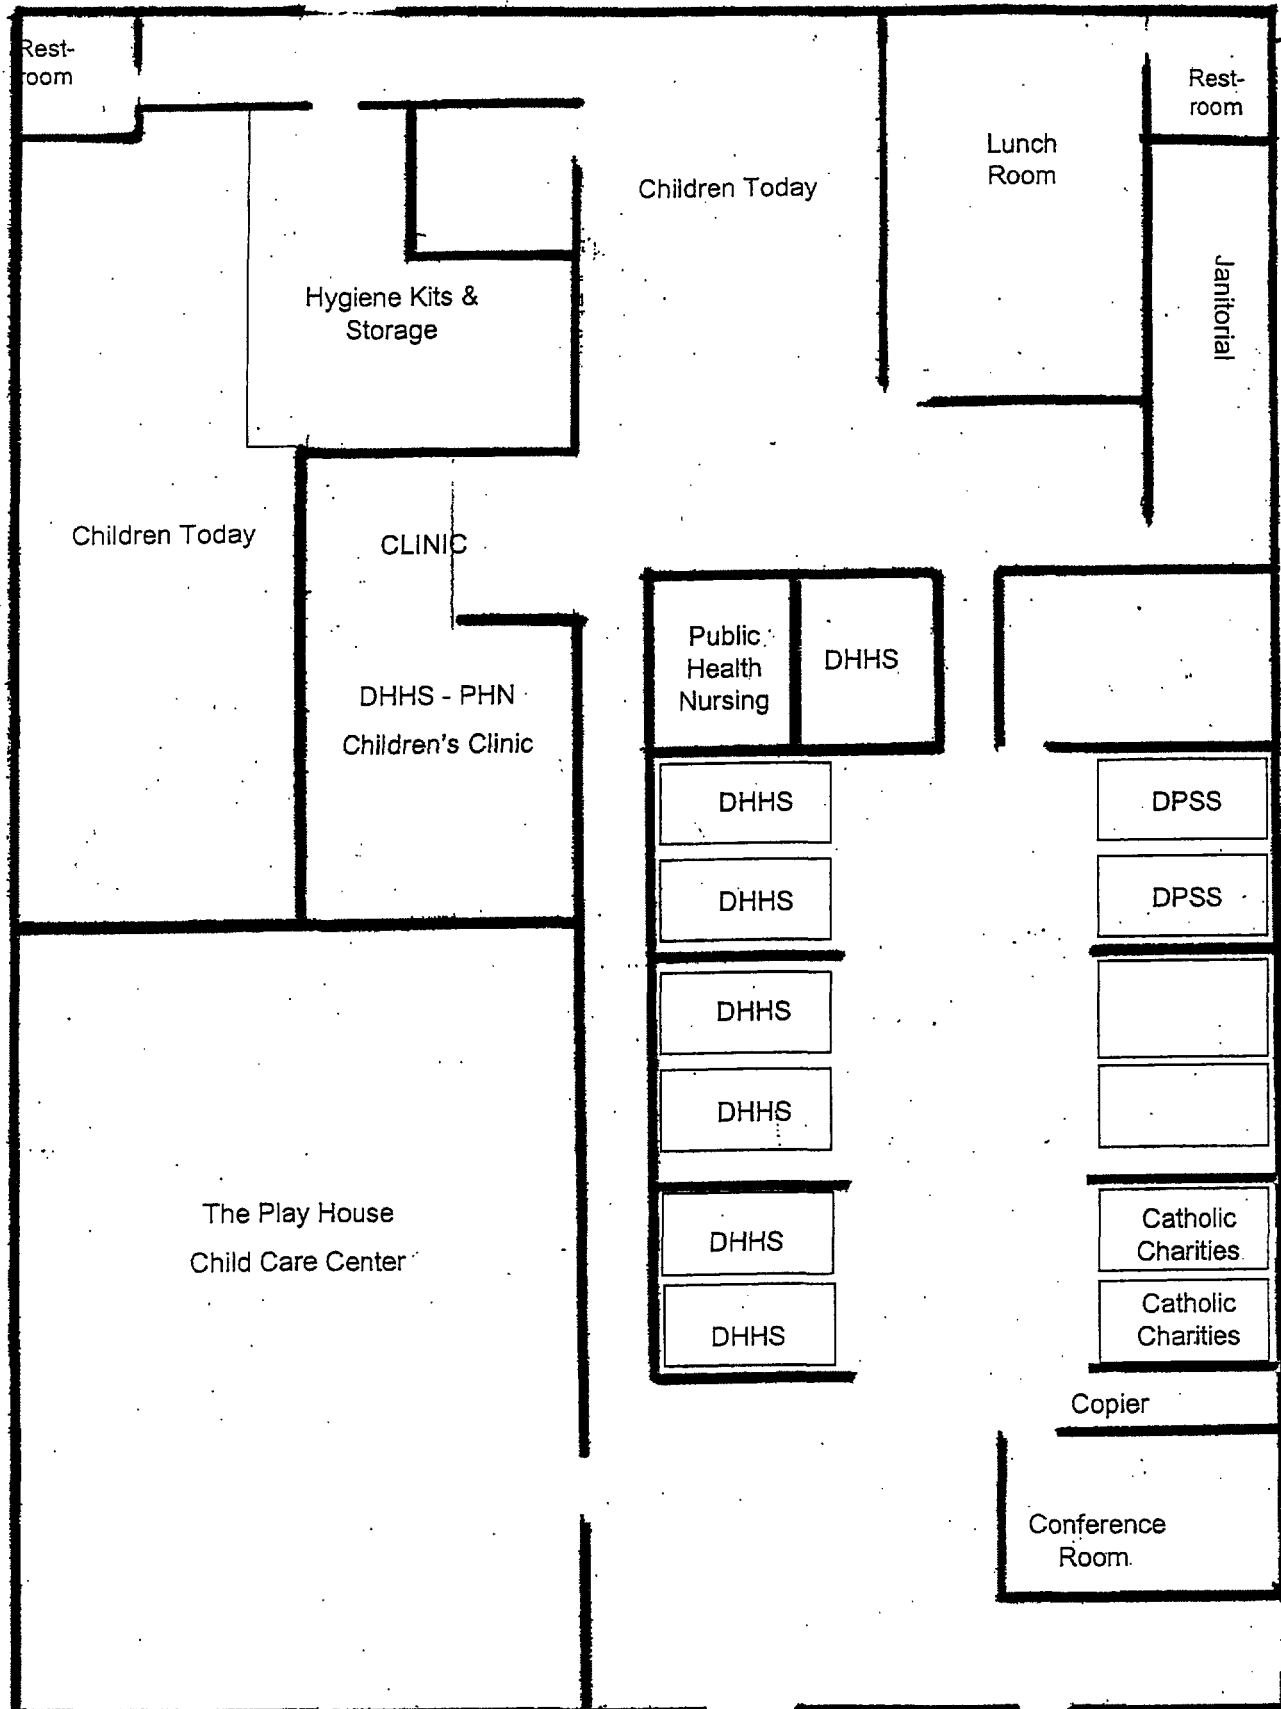 Rest-
room
Rest-
room
Lunch
Room
Children Today
Janitorial
Hygiene Kits &
Storage
Children Today
CLINIC
Public
Health
Nursing
DHHS
DHHS - PHN
Children's Clinic
DHHS
DPSS
DHHS
DPSS
DHHS
DHHS
The Play House
Child Care Center
DHHS
Catholic
Charities
DHHS
Catholic
Charities
Copier
Conference
Room